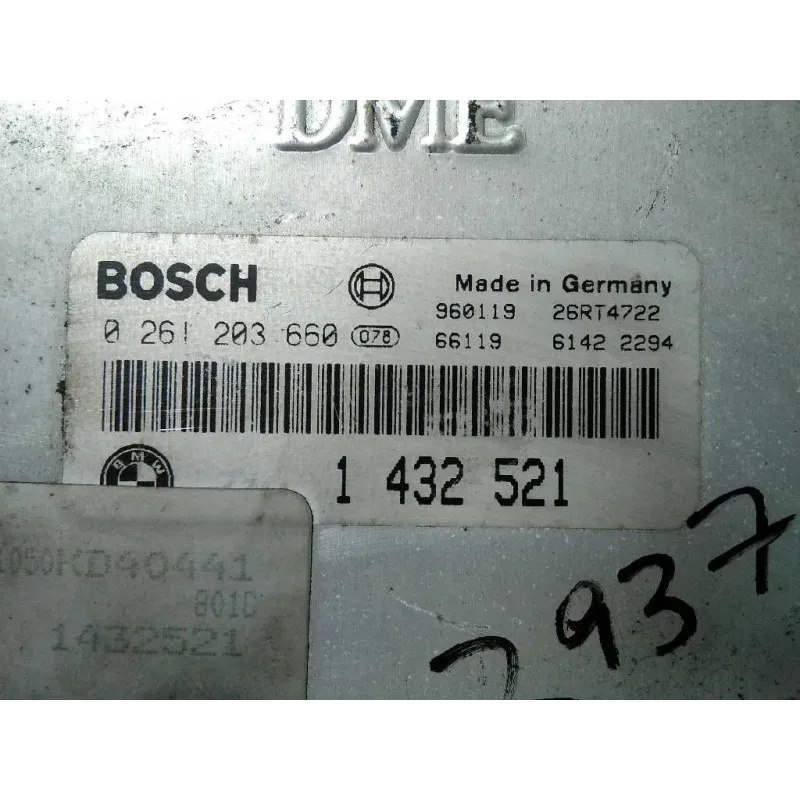 DME
BOSCH Made in Germany
960119 26RT4722
0 261 203 660 078 66119 6142 2294
BMW
1 432 521
1050KD40441
801D
1432521
2937